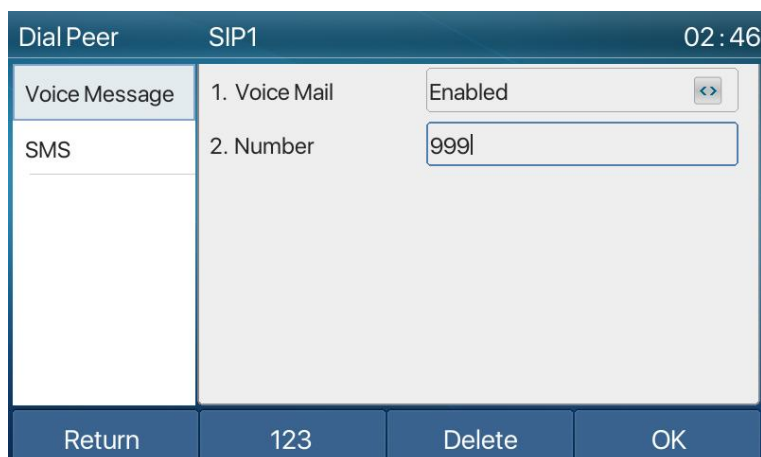 Dial Peer SIP1 02:46
Voice Message 1. Voice Mail Enabled <>
SMS 2. Number 999
Return 123 Delete OK